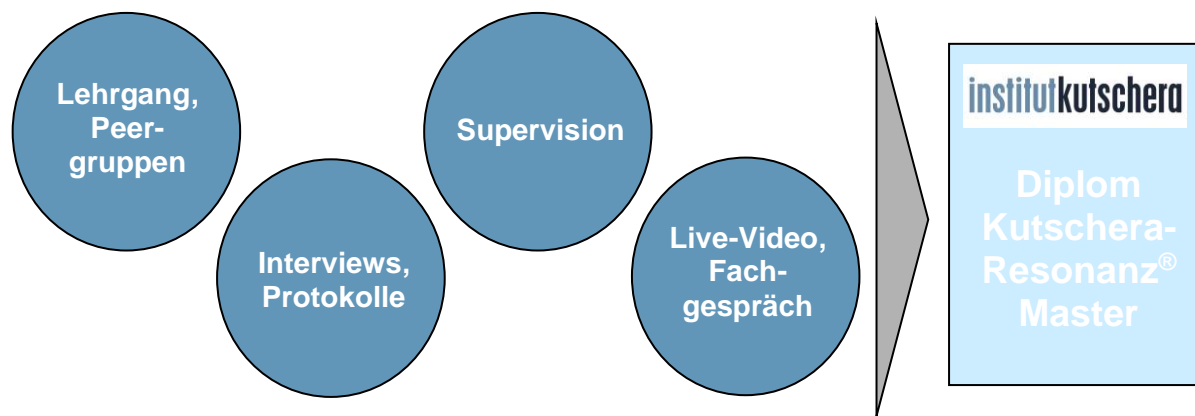 Lehrgang,
Peer-
gruppen
Interviews,
Protokolle
Supervision
Live-Video,
Fach-
gespräch
institutkutschera
Diplom
Kutschera-
Resonanz®
Master